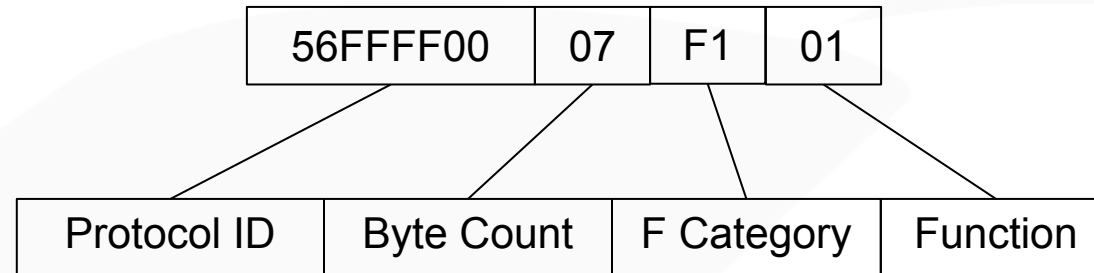 56FFFF00 07 F1 01
Protocol ID Byte Count F Category Function